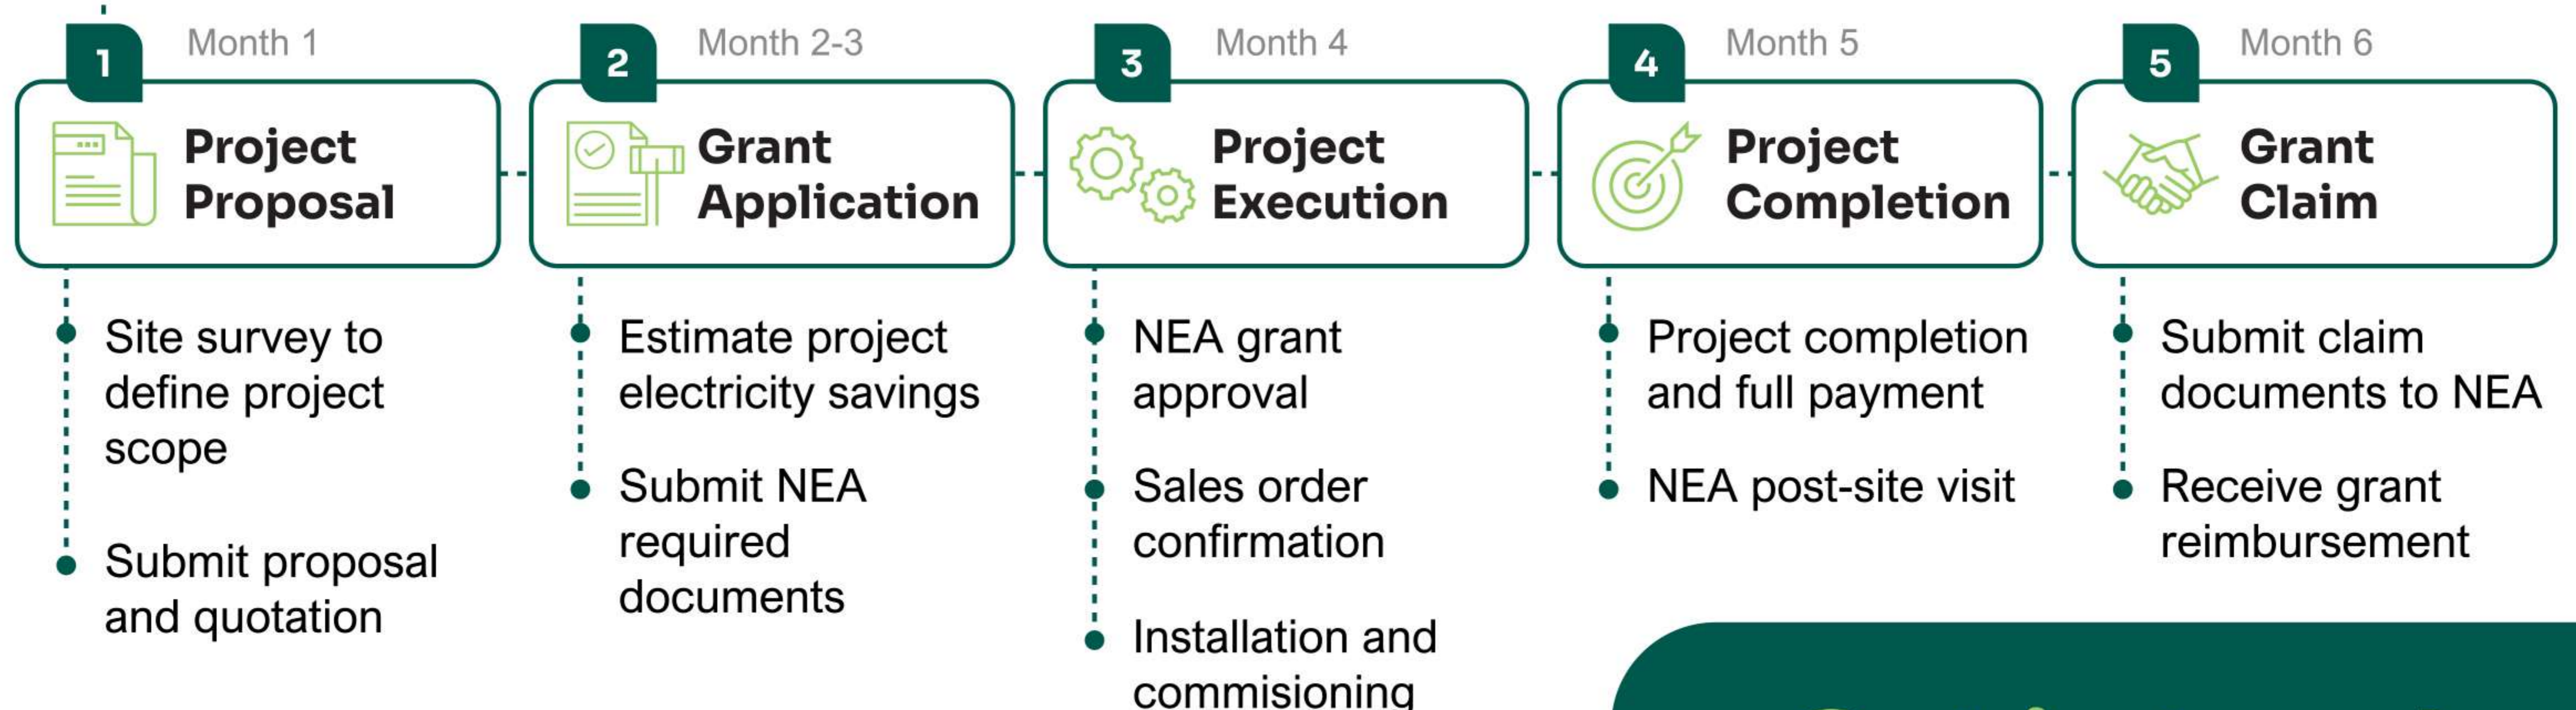 1
Month 1
Project
Proposal
Site survey to
define project
scope
Submit proposal
and quotation
2
Month 2-3
Grant
Application
Estimate project
electricity savings
Submit NEA
required
documents
3
Month 4
Project
Execution
NEA grant
approval
Sales order
confirmation
Installation and
commisioning
4
Month 5
Project
Completion
Project completion
and full payment
NEA post-site visit
5
Month 6
Grant
Claim
Submit claim
documents to NEA
Receive grant
reimbursement